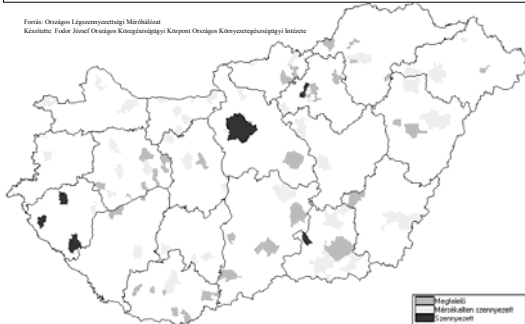 Forrás: Országos Légszennyezettségi Mérőhálózat
Készítette: Fodor József Országos Közegészségügyi Központ Országos Környezetegészségügyi Intézete
Megfelelő
Mérsékelten szennyezett
Szennyezett